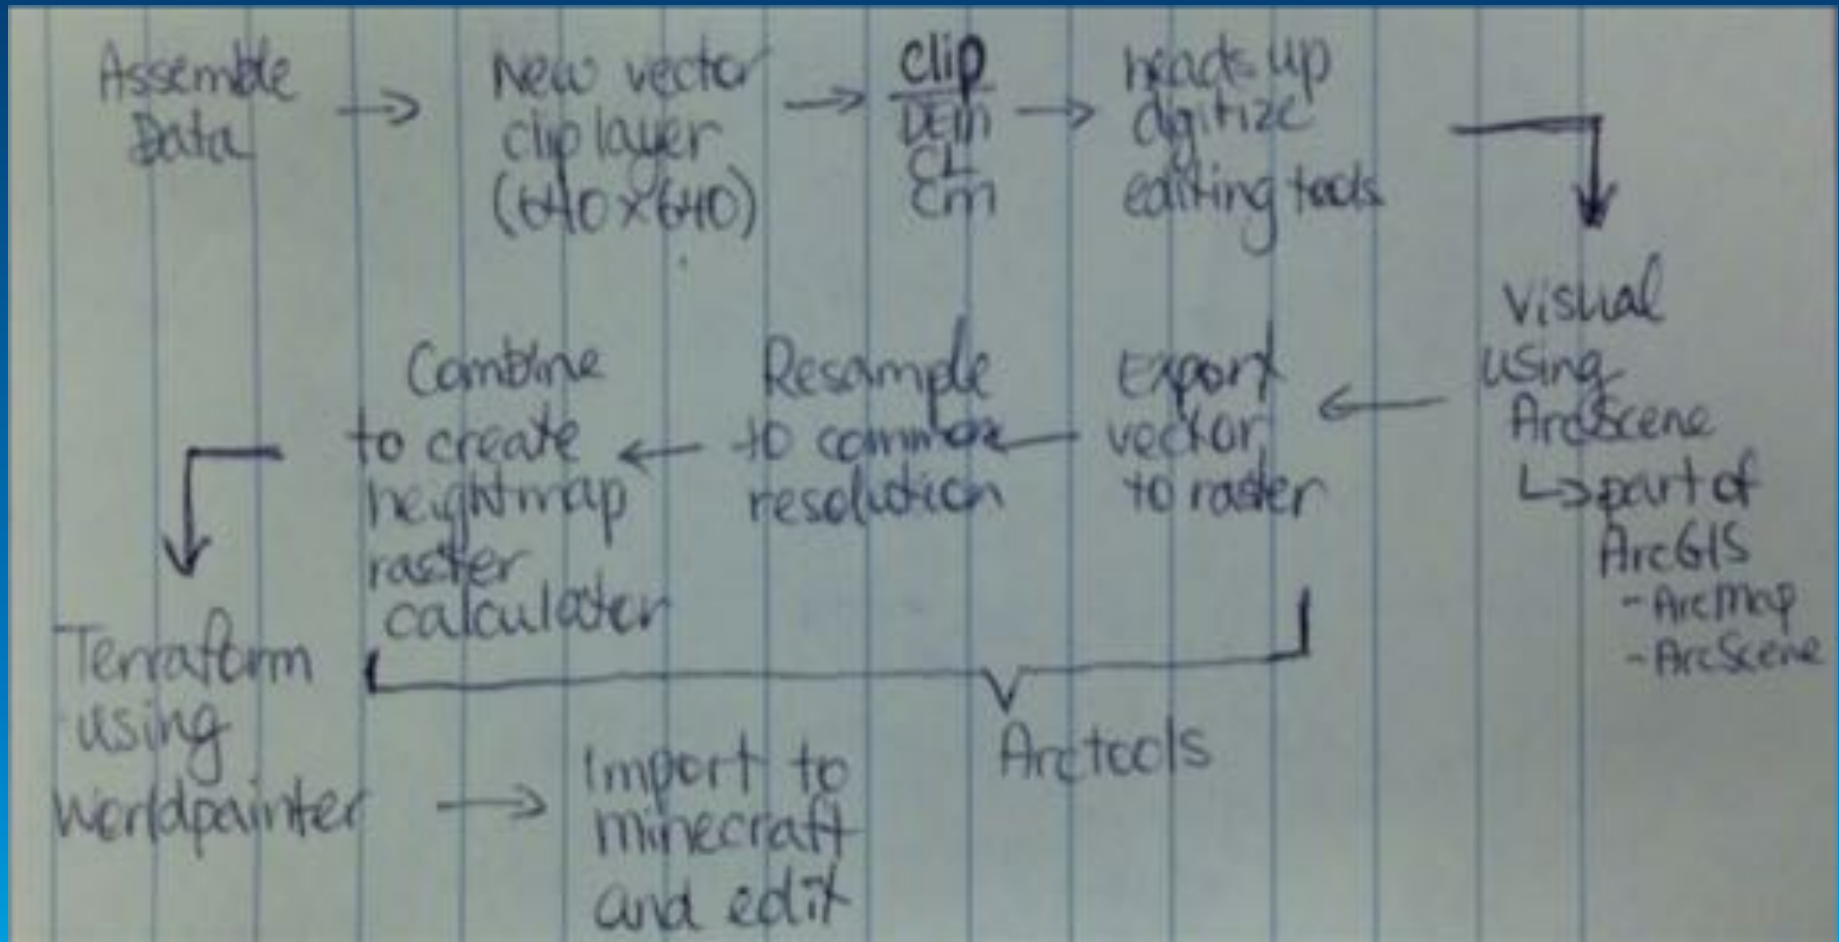 Assemble
Data
New vector
clip layer
(640x640)
clip
DEM
CL
Cm
heads up
digitize
editing tools
visual
using
ArcScene
part of
ArcGIS
- Arcmap
- ArcScene
Export
vector
to raster
Resample
to common
resolution
Combine
to create
heightmap
raster
calculater
Arctools
Terraform
using
Worldpainter
Import to
minecraft
and edit